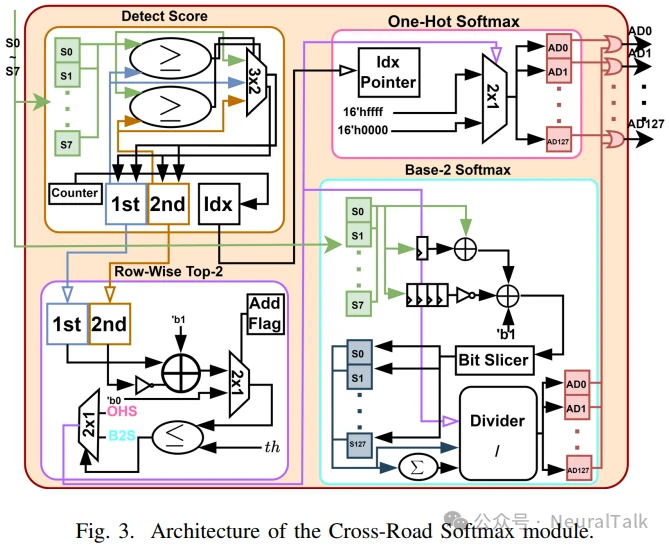 Detect Score
S0
~
S7
S0
S1
S7
≥
≥
3x2
Counter
1st
2nd
Idx
One-Hot Softmax
Idx
Pointer
16'hffff
16'h0000
2x1
AD0
AD1
AD127
AD0
AD1
AD127
Row-Wise Top-2
1st
2nd
'b1
Add
Flag
2x1
'b0
OHS
B2S
2x1
≤
th
Base-2 Softmax
S0
S1
S7
'b1
Bit Slicer
S0
S1
S127
Σ
Divider
/
AD0
AD1
AD127
公众号 · NeuralTalk
Fig. 3. Architecture of the Cross-Road Softmax module.